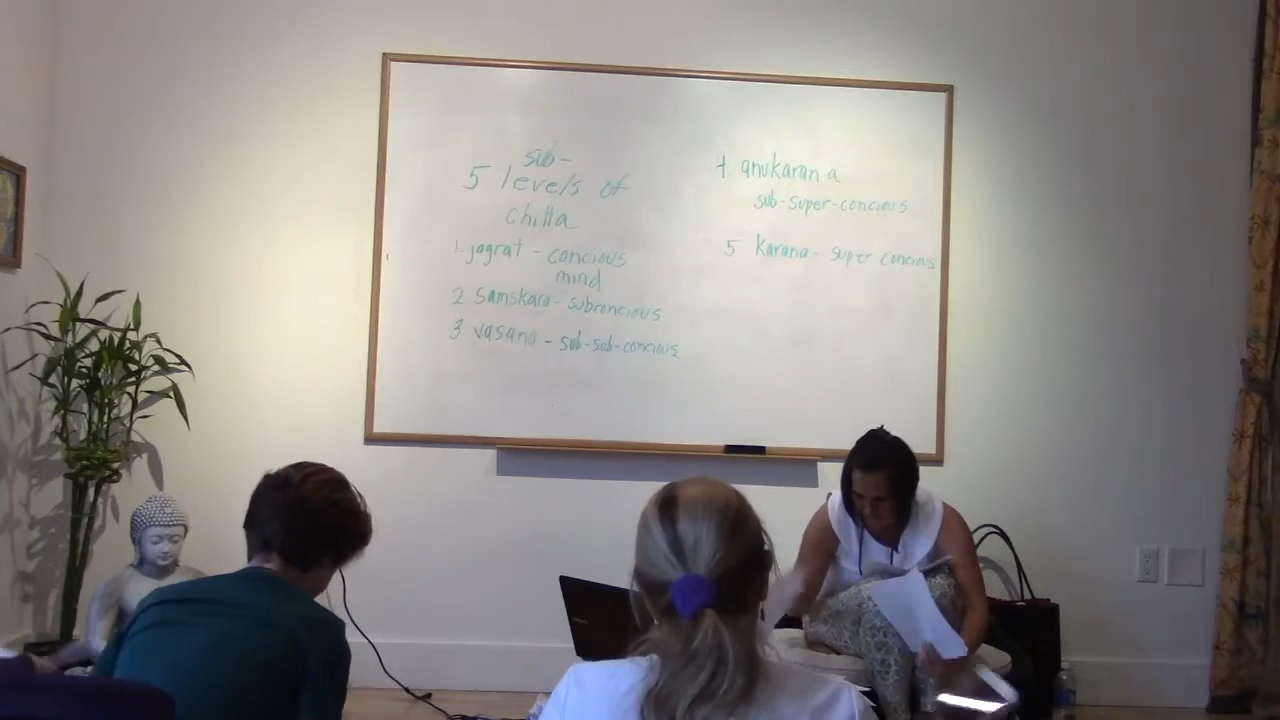 sub-
5 levels of
chitta
1. jagrat - concious
mind
2 Samskara - subconcious
3 vasana - sub-sub-concious
4. anukarana
sub-super-concious
5 Karana - super concious